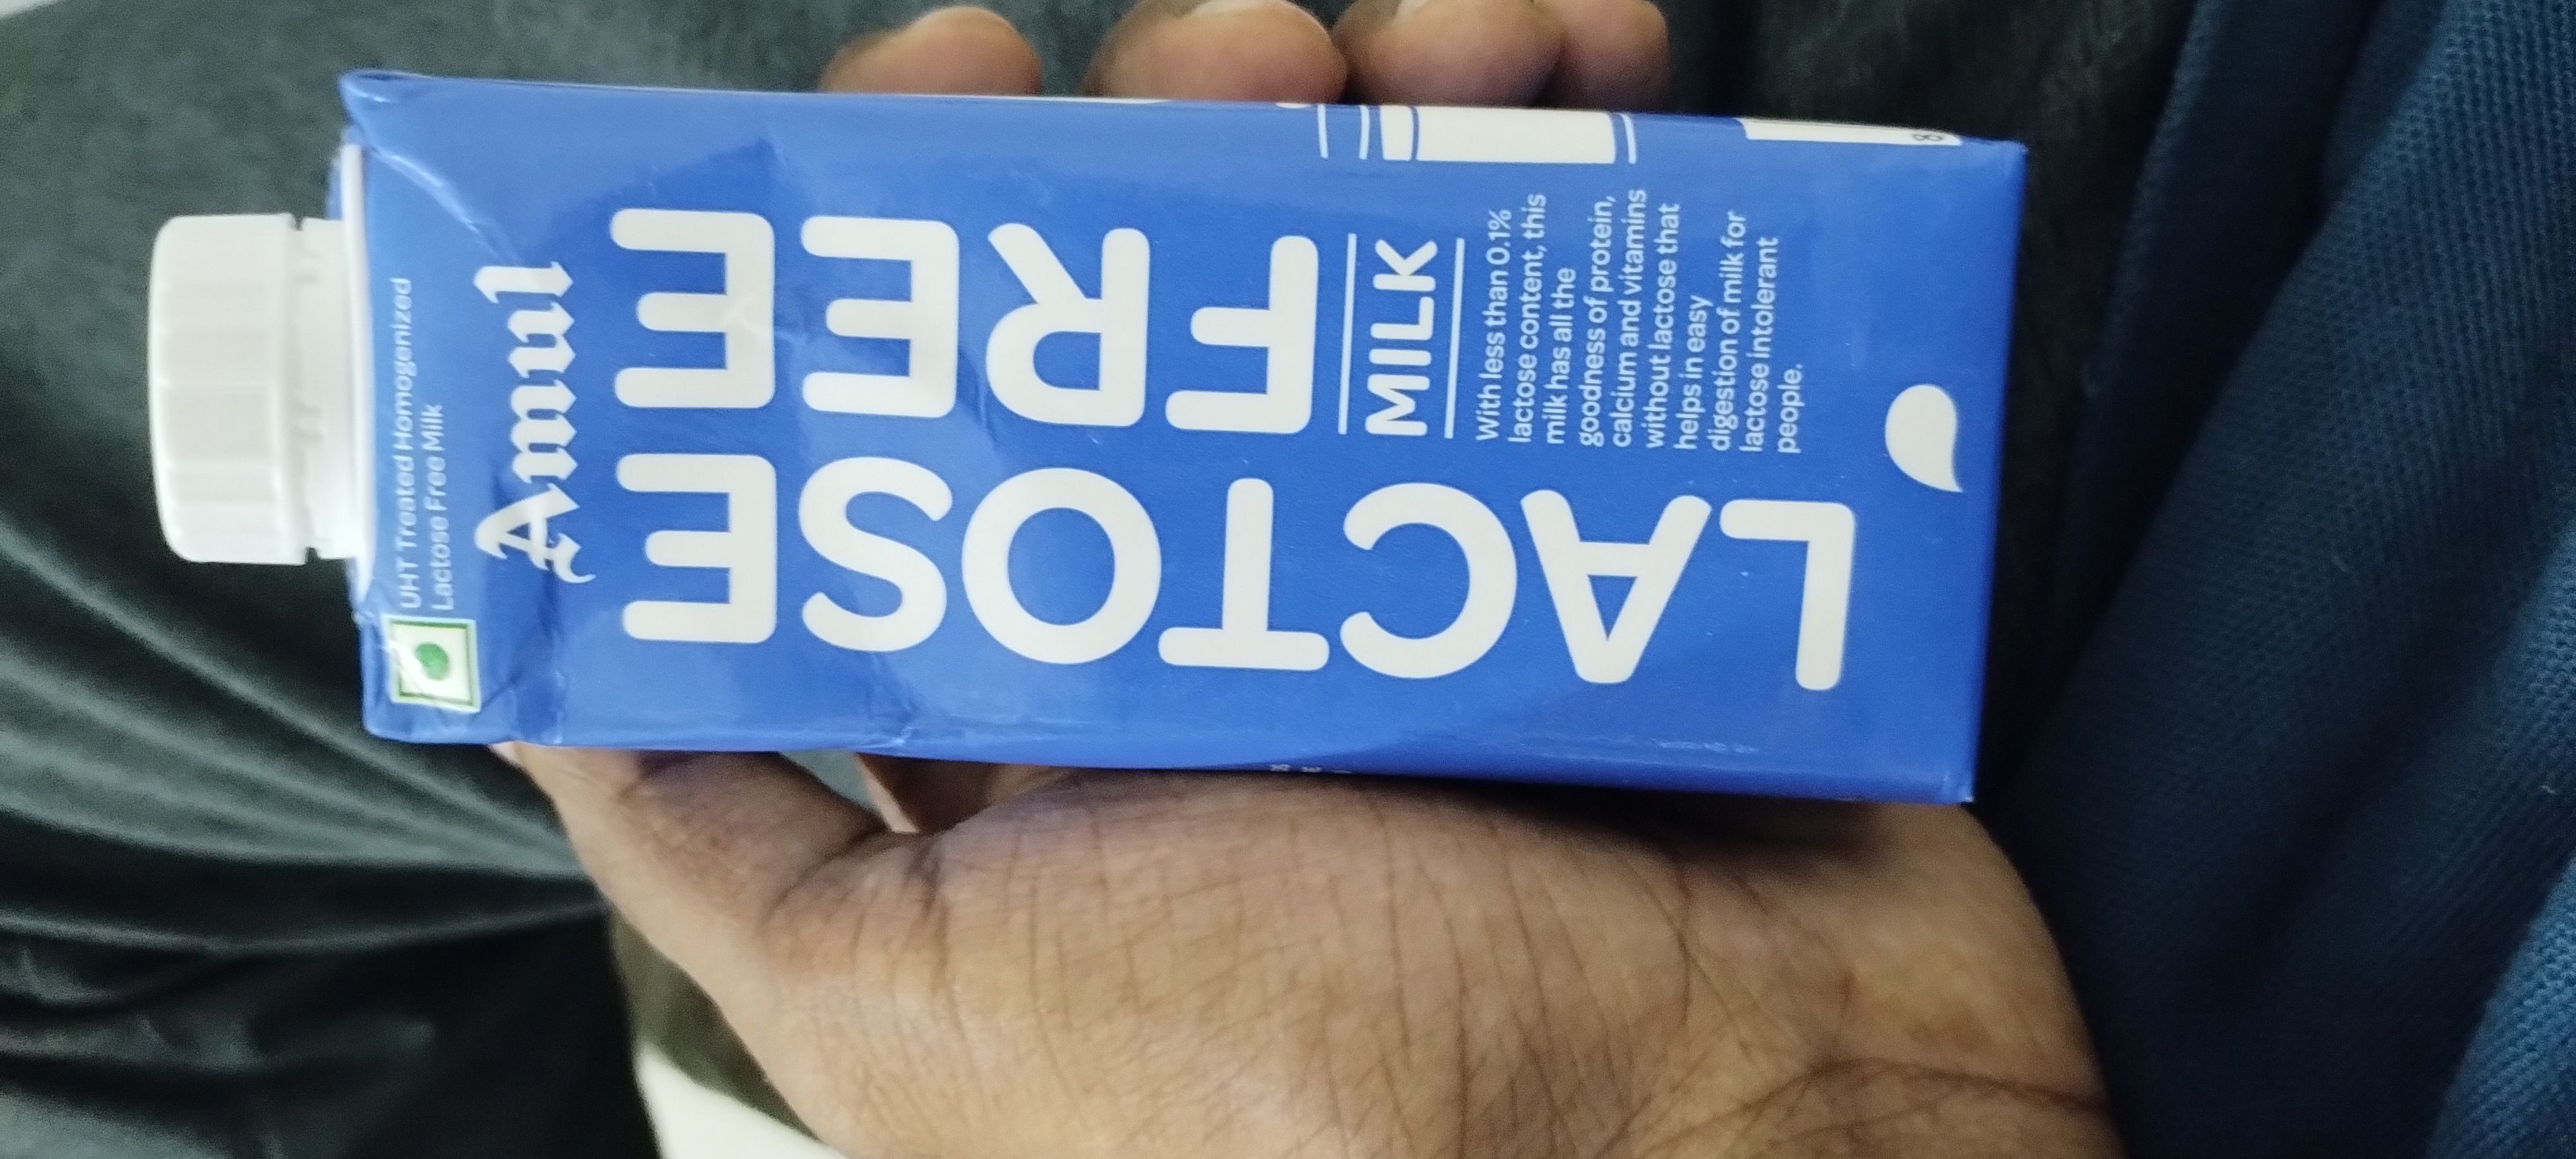 UHT Treated Homogenized
Lactose Free Milk
Amul
LACTOSE
FREE
MILK
With less than 0.1%
lactose content, this
milk has all the
goodness of protein,
calcium and vitamins
without lactose that
helps in easy
digestion of milk for
lactose intolerant
people.
8